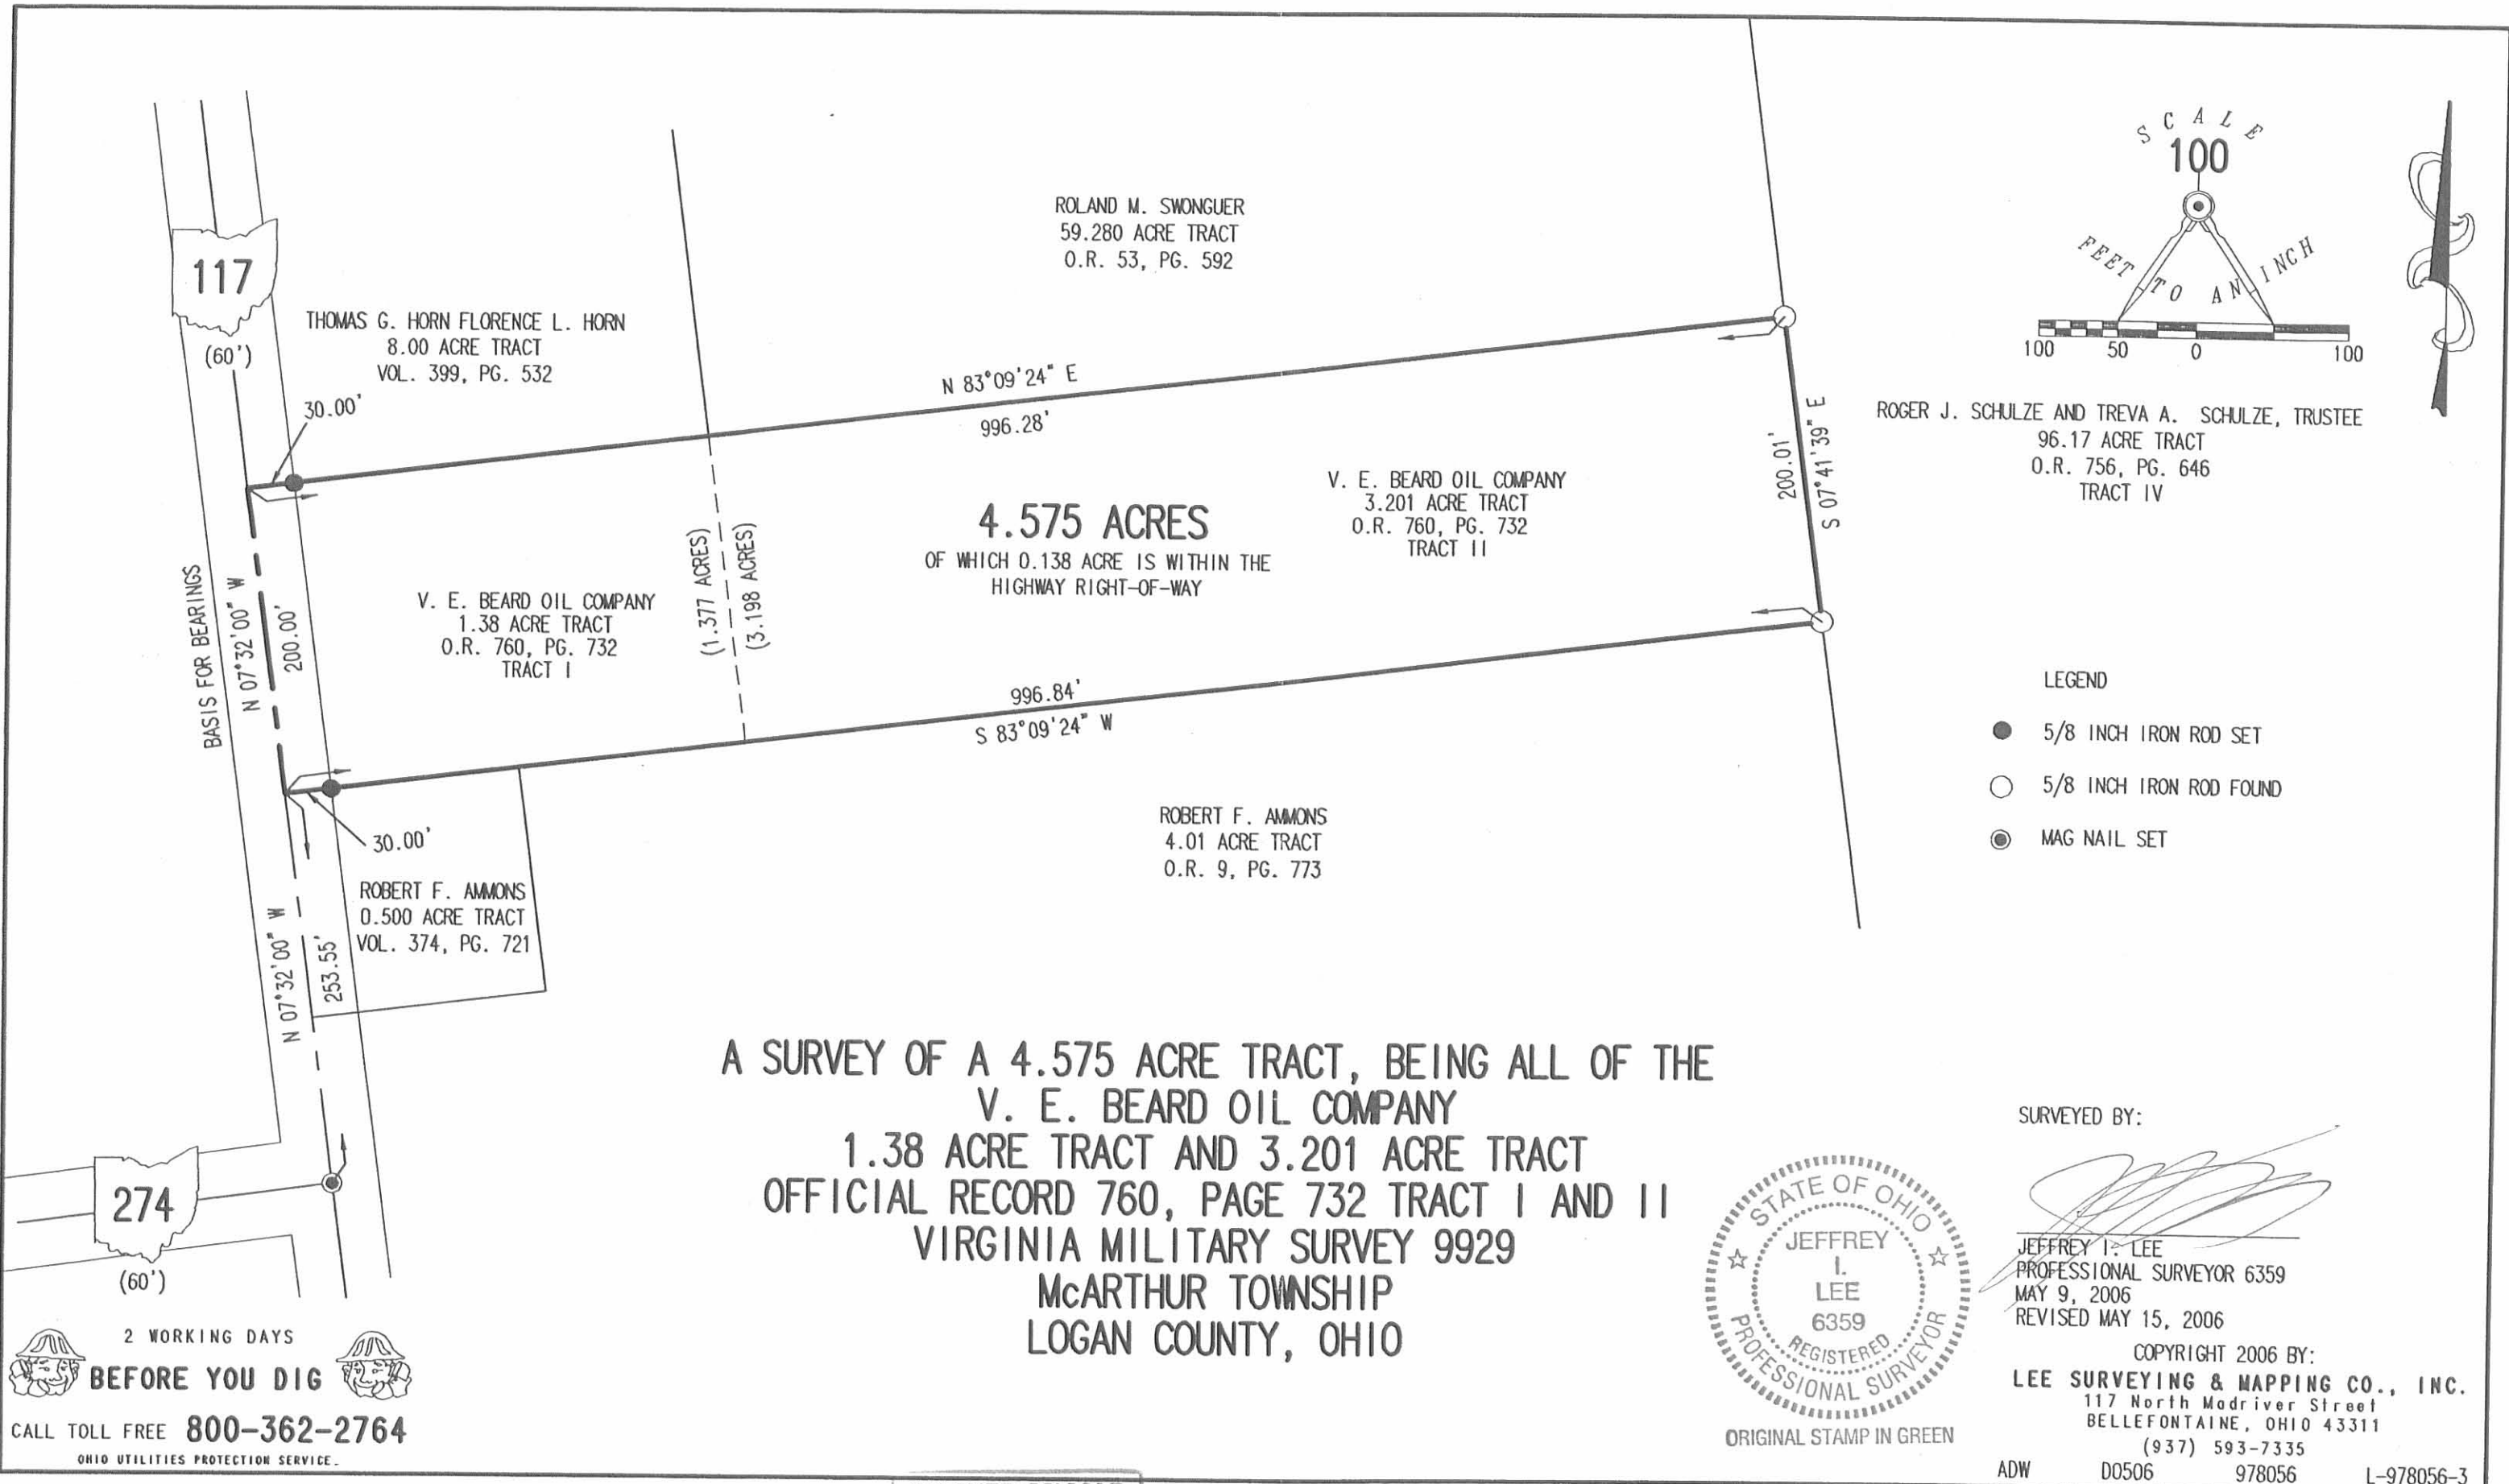 117
(60')
THOMAS G. HORN FLORENCE L. HORN
8.00 ACRE TRACT
VOL. 399, PG. 532
30.00'
ROLAND M. SWONGUER
59.280 ACRE TRACT
O.R. 53, PG. 592
SCALE
100
FEET TO AN INCH
100 50 0 100
N 83°09'24" E
996.28'
ROGER J. SCHULZE AND TREVA A. SCHULZE, TRUSTEE
96.17 ACRE TRACT
O.R. 756, PG. 646
TRACT IV
200.01'
S 07°41'39" E
V. E. BEARD OIL COMPANY
3.201 ACRE TRACT
O.R. 760, PG. 732
TRACT II
4.575 ACRES
OF WHICH 0.138 ACRE IS WITHIN THE
HIGHWAY RIGHT-OF-WAY
(1.377 ACRES)
(3.198 ACRES)
V. E. BEARD OIL COMPANY
1.38 ACRE TRACT
O.R. 760, PG. 732
TRACT I
BASIS FOR BEARINGS
N 07°32'00" W
200.00'
996.84'
S 83°09'24" W
30.00'
ROBERT F. AMMONS
4.01 ACRE TRACT
O.R. 9, PG. 773
ROBERT F. AMMONS
0.500 ACRE TRACT
VOL. 374, PG. 721
N 07°32'00" W
253.55'
LEGEND
5/8 INCH IRON ROD SET
5/8 INCH IRON ROD FOUND
MAG NAIL SET
274
(60')
A SURVEY OF A 4.575 ACRE TRACT, BEING ALL OF THE
V. E. BEARD OIL COMPANY
1.38 ACRE TRACT AND 3.201 ACRE TRACT
OFFICIAL RECORD 760, PAGE 732 TRACT I AND II
VIRGINIA MILITARY SURVEY 9929
McARTHUR TOWNSHIP
LOGAN COUNTY, OHIO
2 WORKING DAYS
BEFORE YOU DIG
CALL TOLL FREE 800-362-2764
OHIO UTILITIES PROTECTION SERVICE.
STATE OF OHIO
JEFFREY
I.
LEE
6359
REGISTERED
PROFESSIONAL SURVEYOR
ORIGINAL STAMP IN GREEN
SURVEYED BY:
JEFFREY I. LEE
PROFESSIONAL SURVEYOR 6359
MAY 9, 2006
REVISED MAY 15, 2006
COPYRIGHT 2006 BY:
LEE SURVEYING & MAPPING CO., INC.
117 North Madriver Street
BELLEFONTAINE, OHIO 43311
(937) 593-7335
ADW D0506 978056 L-978056-3